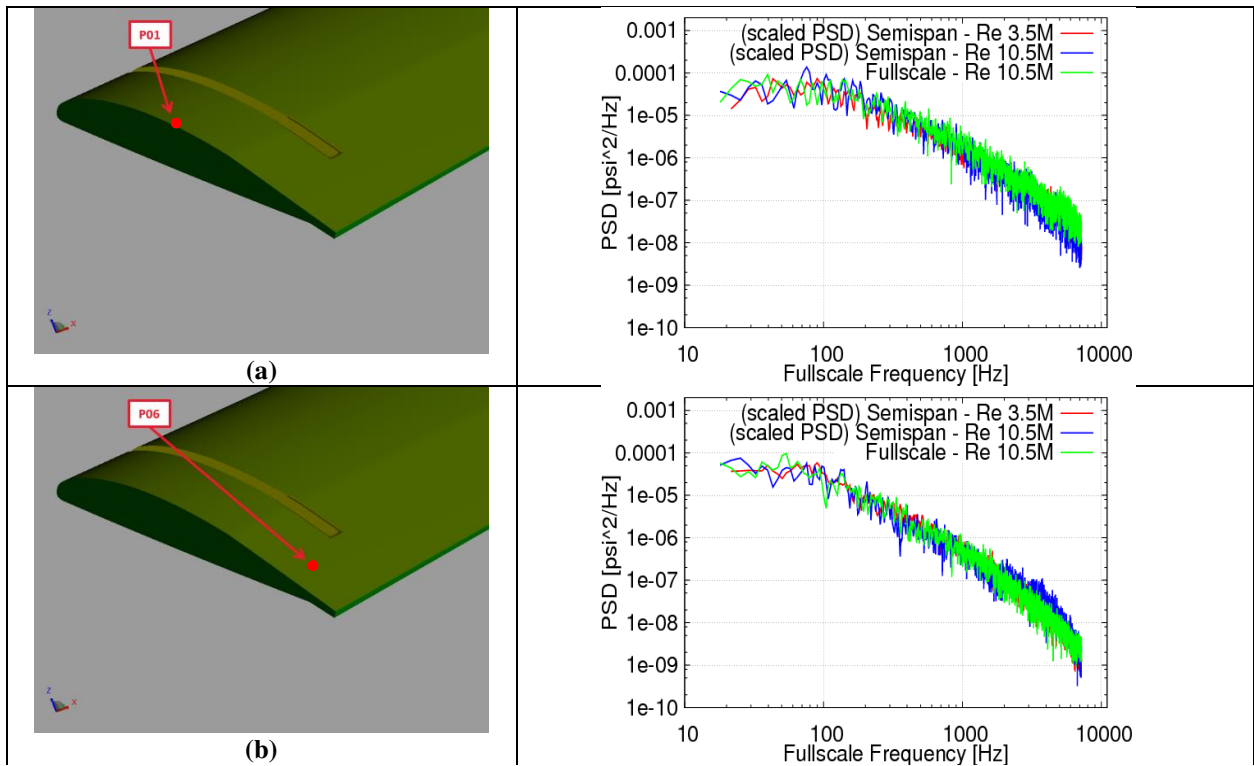 P01
z
x
(a)
(scaled PSD) Semispan - Re 3.5M
(scaled PSD) Semispan - Re 10.5M
Fullscale - Re 10.5M
0.001
0.0001
1e-05
1e-06
1e-07
1e-08
1e-09
1e-10
PSD [psi^2/Hz]
10 100 1000 10000
Fullscale Frequency [Hz]
P06
z
x
(b)
(scaled PSD) Semispan - Re 3.5M
(scaled PSD) Semispan - Re 10.5M
Fullscale - Re 10.5M
0.001
0.0001
1e-05
1e-06
1e-07
1e-08
1e-09
1e-10
PSD [psi^2/Hz]
10 100 1000 10000
Fullscale Frequency [Hz]